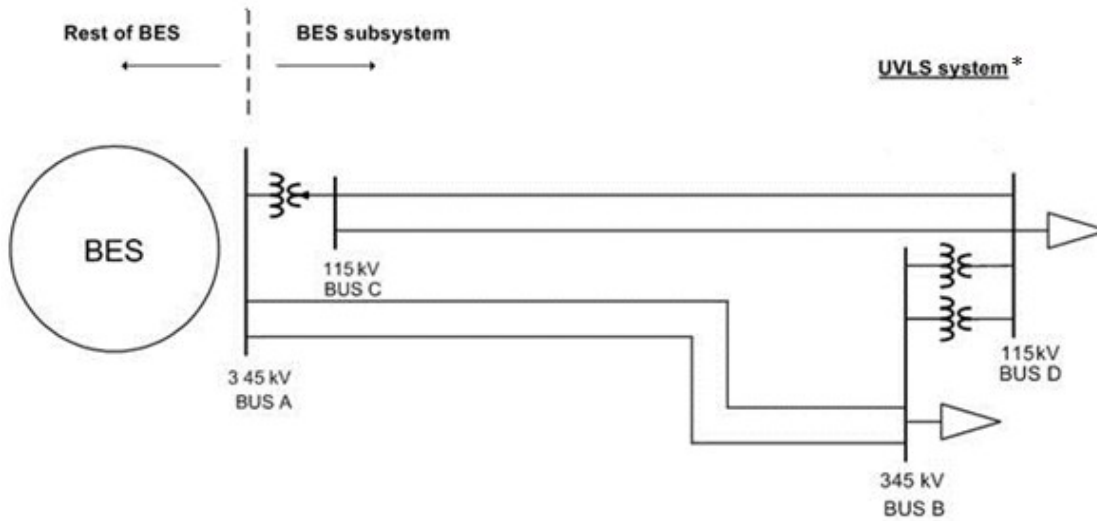 Rest of BES
BES subsystem
UVLS system*
BES
115 kV
BUS C
3 45 kV
BUS A
115kV
BUS D
345 kV
BUS B